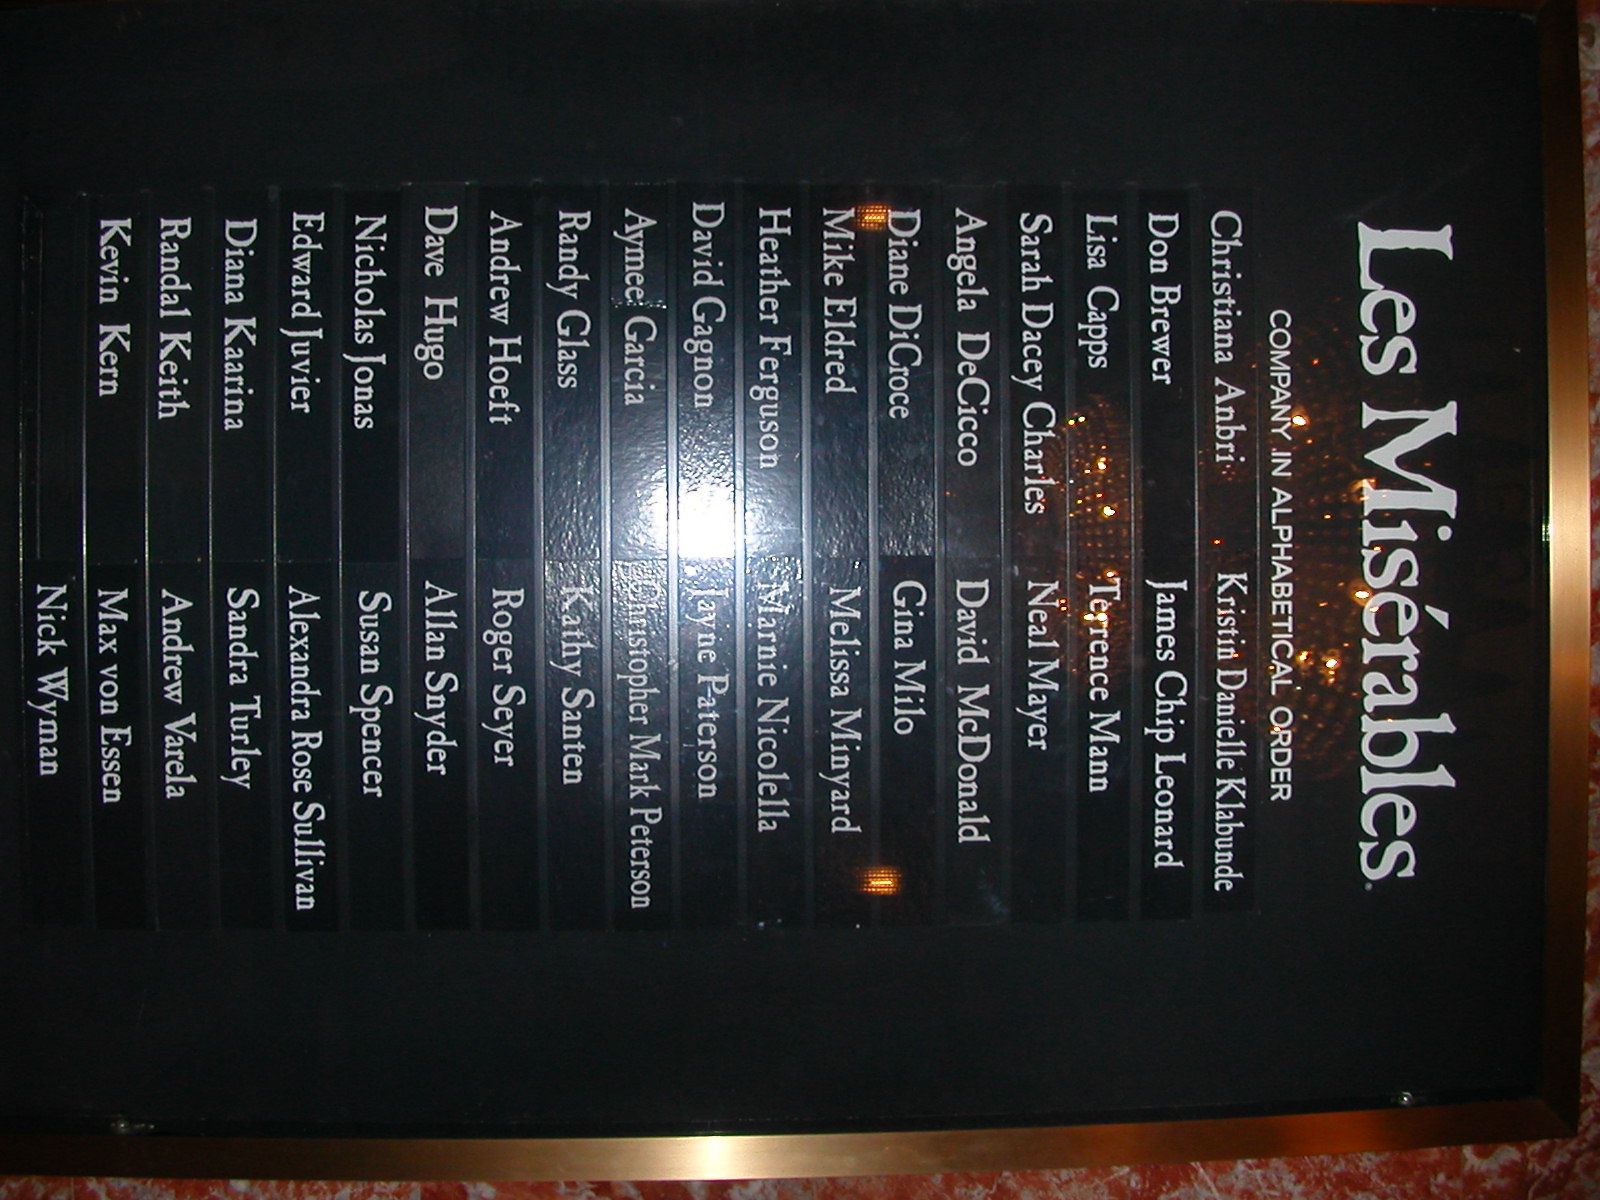 Les Misérables
COMPANY IN ALPHABETICAL ORDER
Christiana Anbri
Don Brewer
Lisa Capps
Sarah Dacey Charles
Angela DeCicco
Diane DiCroce
Mike Eldred
Heather Ferguson
David Gagnon
Aymee Garcia
Randy Glass
Andrew Hoeft
Dave Hugo
Nicholas Jonas
Edward Juvier
Diana Kaarina
Randal Keith
Kevin Kern
Kristin Danielle Klabunde
James Chip Leonard
Terrence Mann
Neal Mayer
David McDonald
Gina Milo
Melissa Minyard
Marnie Nicolella
Jayne Paterson
Christopher Mark Peterson
Kathy Santen
Roger Seyer
Allan Snyder
Susan Spencer
Alexandra Rose Sullivan
Sandra Turley
Andrew Varela
Max von Essen
Nick Wyman